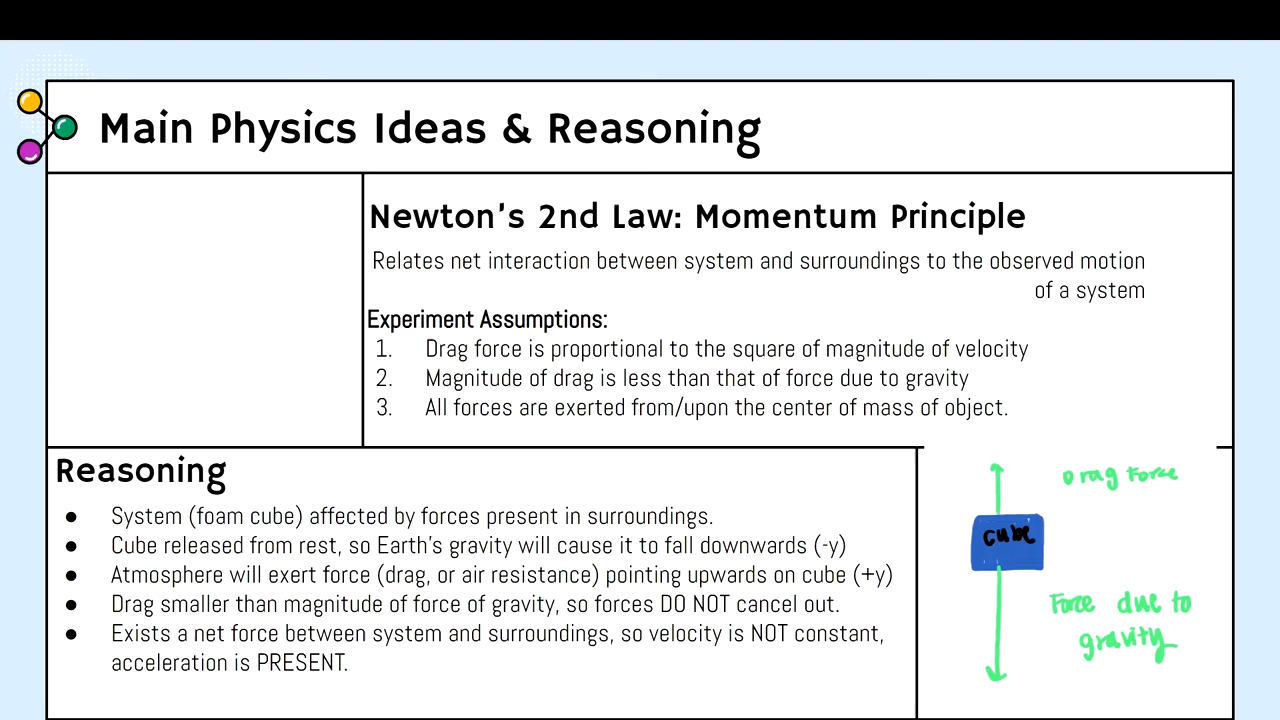 Main Physics Ideas & Reasoning
Newton's 2nd Law: Momentum Principle
Relates net interaction between system and surroundings to the observed motion
of a system
Experiment Assumptions:
1. Drag force is proportional to the square of magnitude of velocity
2. Magnitude of drag is less than that of force due to gravity
3. All forces are exerted from/upon the center of mass of object.
Reasoning
● System (foam cube) affected by forces present in surroundings.
● Cube released from rest, so Earth's gravity will cause it to fall downwards (-y)
● Atmosphere will exert force (drag, or air resistance) pointing upwards on cube (+y)
● Drag smaller than magnitude of force of gravity, so forces DO NOT cancel out.
● Exists a net force between system and surroundings, so velocity is NOT constant,
acceleration is PRESENT.
Drag Force
cube
Force due to
gravity